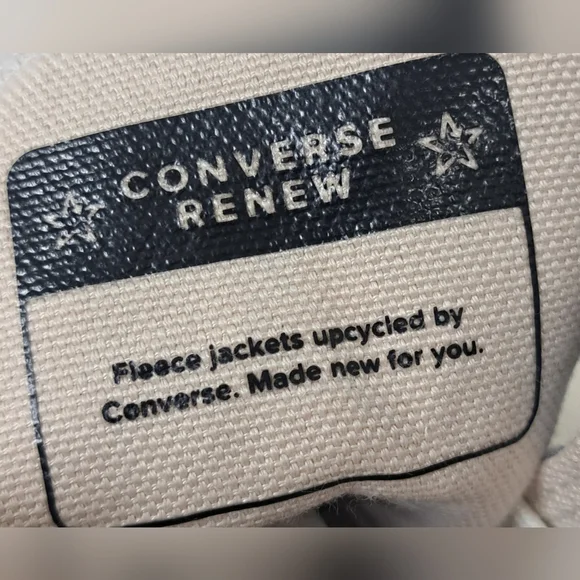 CONVERSE
RENEW
Fleece jackets upcycled by
Converse. Made new for you.